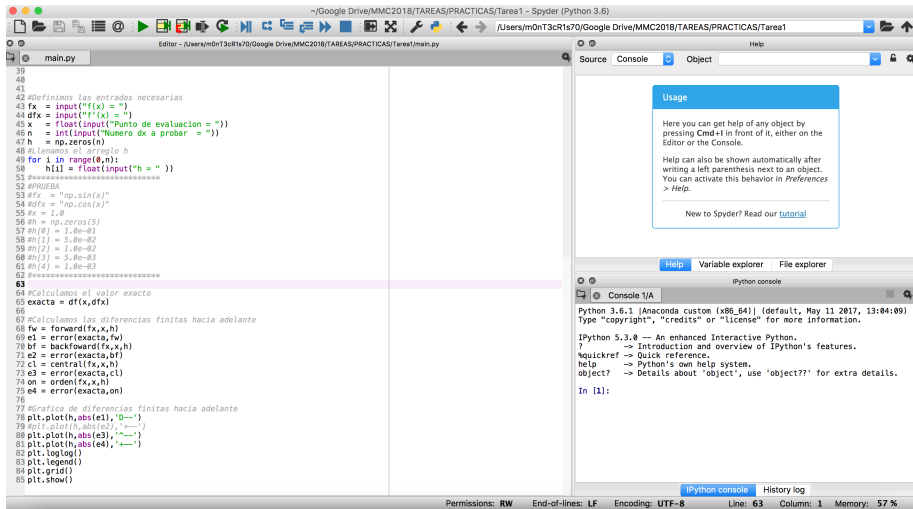 ~/Google Drive/MMC2018/TAREAS/PRACTICAS/Tarea1 - Spyder (Python 3.6)
/Users/m0nT3cR1s70/Google Drive/MMC2018/TAREAS/PRACTICAS/Tarea1
Editor - /Users/m0nT3cR1s70/Google Drive/MMC2018/TAREAS/PRACTICAS/Tarea1/main.py
main.py
39
40
41
42 #Definimos las entradas necesarias
43 fx  = input("f(x) = ")
44 dfx = input("f'(x) = ")
45 x   = float(input("Punto de evaluacion = "))
46 n   = int(input("Numero dx a probar  = "))
47 h   = np.zeros(n)
48 #Llenamos el arreglo h
49 for i in range(0,n):
50     h[i] = float(input("h = " ))
51 #****************************
52 #PRUEBA
53 #fx  = "np.sin(x)"
54 #dfx = "np.cos(x)"
55 #x = 1.0
56 #h = np.zeros(5)
57 #h[0] = 1.0e-01
58 #h[1] = 5.0e-02
59 #h[2] = 1.0e-02
60 #h[3] = 5.0e-03
61 #h[4] = 1.0e-03
62 #****************************
63
64 #Calculamos el valor exacto
65 exacta = df(x,dfx)
66
67 #Calculamos las diferencias finitas hacia adelante
68 fw = forward(fx,x,h)
69 e1 = error(exacta,fw)
70 bf = backfoward(fx,x,h)
71 e2 = error(exacta,bf)
72 cl = central(fx,x,h)
73 e3 = error(exacta,cl)
74 on = orden(fx,x,h)
75 e4 = error(exacta,on)
76
77 #Grafica de diferencias finitas hacia adelante
78 plt.plot(h,abs(e1),'D--')
79 #plt.plot(h,abs(e2),'+--')
80 plt.plot(h,abs(e3),'^--')
81 plt.plot(h,abs(e4),'+--')
82 plt.loglog()
83 plt.legend()
84 plt.grid()
85 plt.show()
Help
Source Console Object
Usage
Here you can get help of any object by
pressing Cmd+I in front of it, either on the
Editor or the Console.
Help can also be shown automatically after
writing a left parenthesis next to an object.
You can activate this behavior in Preferences
> Help.
New to Spyder? Read our tutorial
Help Variable explorer File explorer
IPython console
Console 1/A
Python 3.6.1 |Anaconda custom (x86_64)| (default, May 11 2017, 13:04:09)
Type "copyright", "credits" or "license" for more information.
IPython 5.3.0 -- An enhanced Interactive Python.
?         -> Introduction and overview of IPython's features.
%quickref -> Quick reference.
help      -> Python's own help system.
object?   -> Details about 'object', use 'object??' for extra details.
In [1]:
IPython console History log
Permissions: RW End-of-lines: LF Encoding: UTF-8 Line: 63 Column: 1 Memory: 57 %